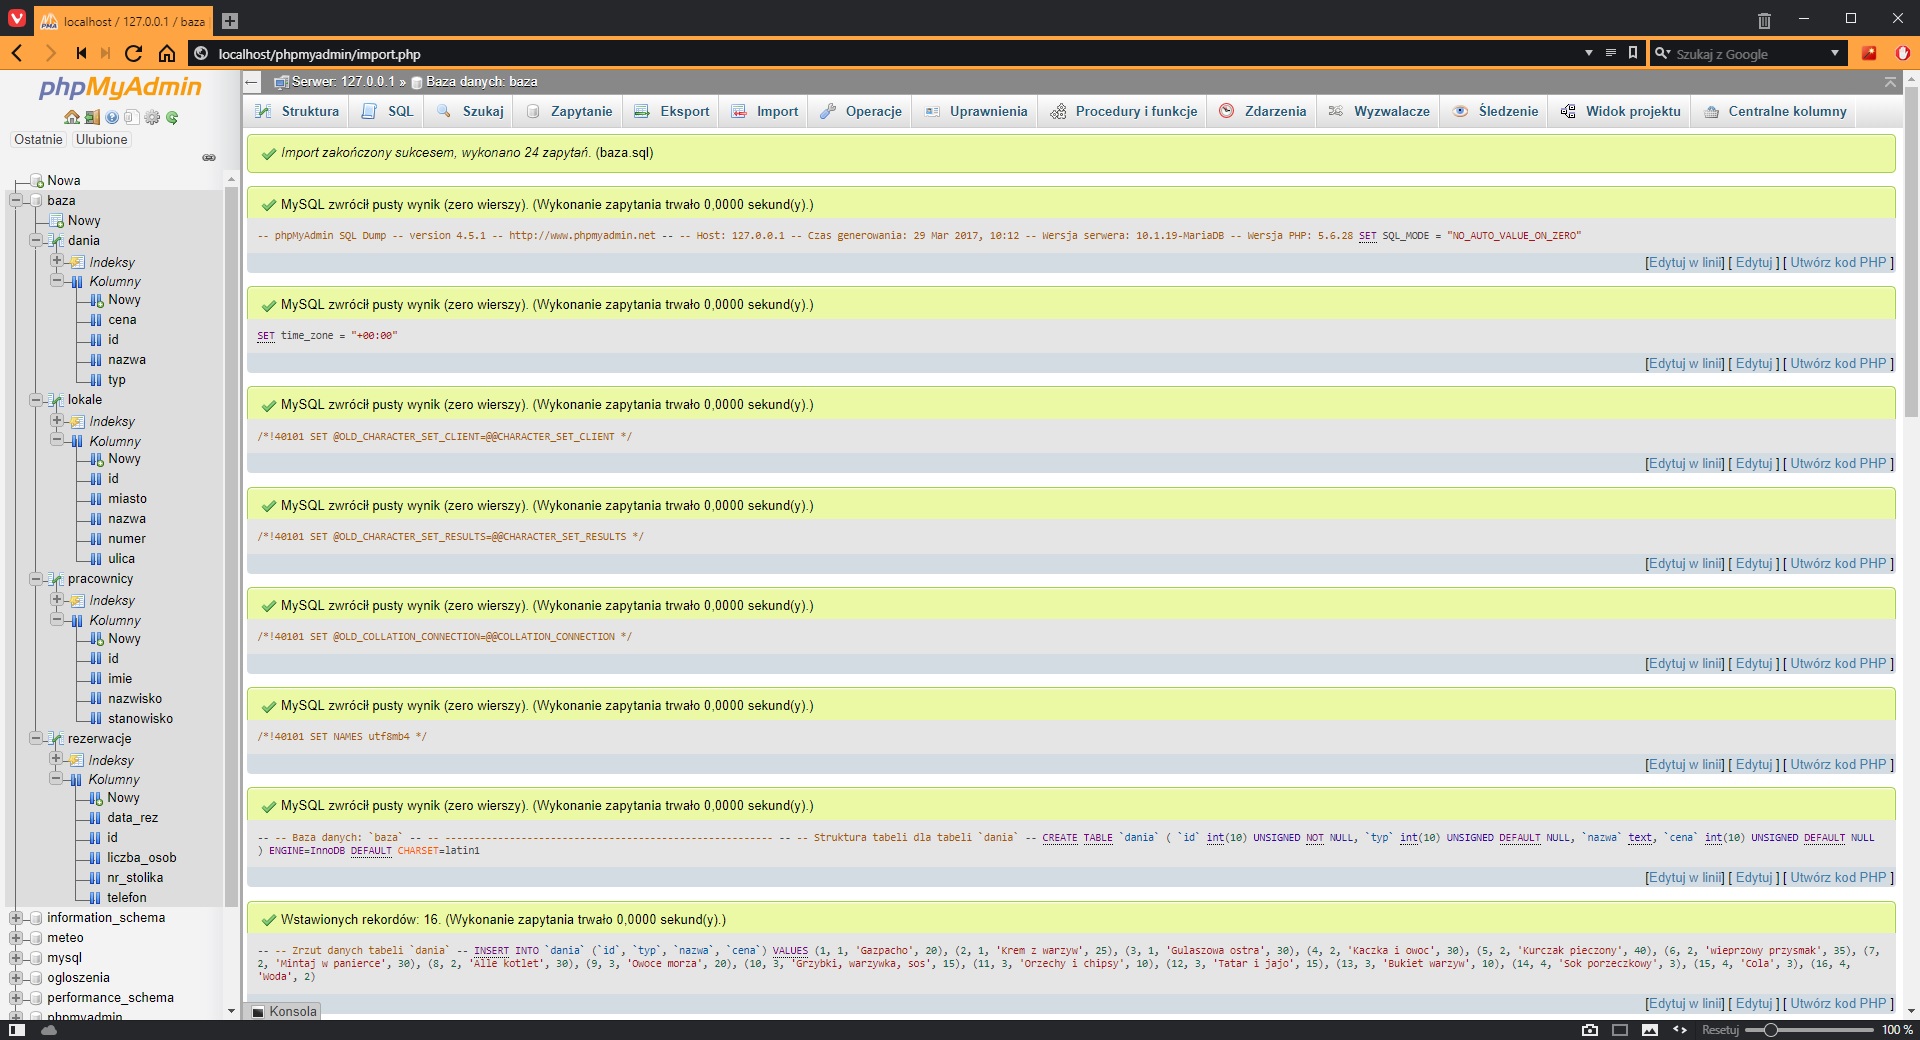 localhost / 127.0.0.1 / baza
localhost/phpmyadmin/import.php
Szukaj z Google
phpMyAdmin
Ostatnie
Ulubione
Nowa
baza
Nowy
dania
Indeksy
Kolumny
Nowy
cena
id
nazwa
typ
lokale
Indeksy
Kolumny
Nowy
id
miasto
nazwa
numer
ulica
pracownicy
Indeksy
Kolumny
Nowy
id
imie
nazwisko
stanowisko
rezerwacje
Indeksy
Kolumny
Nowy
data_rez
id
liczba_osob
nr_stolika
telefon
information_schema
meteo
mysql
ogloszenia
performance_schema
phpmyadmin
Serwer: 127.0.0.1 » Baza danych: baza
Struktura SQL Szukaj Zapytanie Eksport Import Operacje Uprawnienia Procedury i funkcje Zdarzenia Wyzwalacze Śledzenie Widok projektu Centralne kolumny
Import zakończony sukcesem, wykonano 24 zapytań. (baza.sql)
MySQL zwrócił pusty wynik (zero wierszy). (Wykonanie zapytania trwało 0,0000 sekund(y).)
-- phpMyAdmin SQL Dump -- version 4.5.1 -- http://www.phpmyadmin.net -- -- Host: 127.0.0.1 -- Czas generowania: 29 Mar 2017, 10:12 -- Wersja serwera: 10.1.19-MariaDB -- Wersja PHP: 5.6.28 SET SQL_MODE = "NO_AUTO_VALUE_ON_ZERO"
[Edytuj w linii] [ Edytuj ] [ Utwórz kod PHP ]
MySQL zwrócił pusty wynik (zero wierszy). (Wykonanie zapytania trwało 0,0000 sekund(y).)
SET time_zone = "+00:00"
[Edytuj w linii] [ Edytuj ] [ Utwórz kod PHP ]
MySQL zwrócił pusty wynik (zero wierszy). (Wykonanie zapytania trwało 0,0000 sekund(y).)
/*!40101 SET @OLD_CHARACTER_SET_CLIENT=@@CHARACTER_SET_CLIENT */
[Edytuj w linii] [ Edytuj ] [ Utwórz kod PHP ]
MySQL zwrócił pusty wynik (zero wierszy). (Wykonanie zapytania trwało 0,0000 sekund(y).)
/*!40101 SET @OLD_CHARACTER_SET_RESULTS=@@CHARACTER_SET_RESULTS */
[Edytuj w linii] [ Edytuj ] [ Utwórz kod PHP ]
MySQL zwrócił pusty wynik (zero wierszy). (Wykonanie zapytania trwało 0,0000 sekund(y).)
/*!40101 SET @OLD_COLLATION_CONNECTION=@@COLLATION_CONNECTION */
[Edytuj w linii] [ Edytuj ] [ Utwórz kod PHP ]
MySQL zwrócił pusty wynik (zero wierszy). (Wykonanie zapytania trwało 0,0000 sekund(y).)
/*!40101 SET NAMES utf8mb4 */
[Edytuj w linii] [ Edytuj ] [ Utwórz kod PHP ]
MySQL zwrócił pusty wynik (zero wierszy). (Wykonanie zapytania trwało 0,0000 sekund(y).)
-- -- Baza danych: `baza` -- -- -------------------------------------------------------- -- -- Struktura tabeli dla tabeli `dania` -- CREATE TABLE `dania` ( `id` int(10) UNSIGNED NOT NULL, `typ` int(10) UNSIGNED DEFAULT NULL, `nazwa` text, `cena` int(10) UNSIGNED DEFAULT NULL
) ENGINE=InnoDB DEFAULT CHARSET=latin1
[Edytuj w linii] [ Edytuj ] [ Utwórz kod PHP ]
Wstawionych rekordów: 16. (Wykonanie zapytania trwało 0,0000 sekund(y).)
-- -- Zrzut danych tabeli `dania` -- INSERT INTO `dania` (`id`, `typ`, `nazwa`, `cena`) VALUES (1, 1, 'Gazpacho', 20), (2, 1, 'Krem z warzyw', 25), (3, 1, 'Gulaszowa ostra', 30), (4, 2, 'Kaczka i owoc', 30), (5, 2, 'Kurczak pieczony', 40), (6, 2, 'wieprzowy przysmak', 35), (7,
2, 'Mintaj w panierce', 30), (8, 2, 'Alle kotlet', 30), (9, 3, 'Owoce morza', 20), (10, 3, 'Grzybki, warzywka, sos', 15), (11, 3, 'Orzechy i chipsy', 10), (12, 3, 'Tatar i jajo', 15), (13, 3, 'Bukiet warzyw', 10), (14, 4, 'Sok porzeczkowy', 3), (15, 4, 'Cola', 3), (16, 4,
'Woda', 2)
[Edytuj w linii] [ Edytuj ] [ Utwórz kod PHP ]
Konsola
Resetuj 100 %